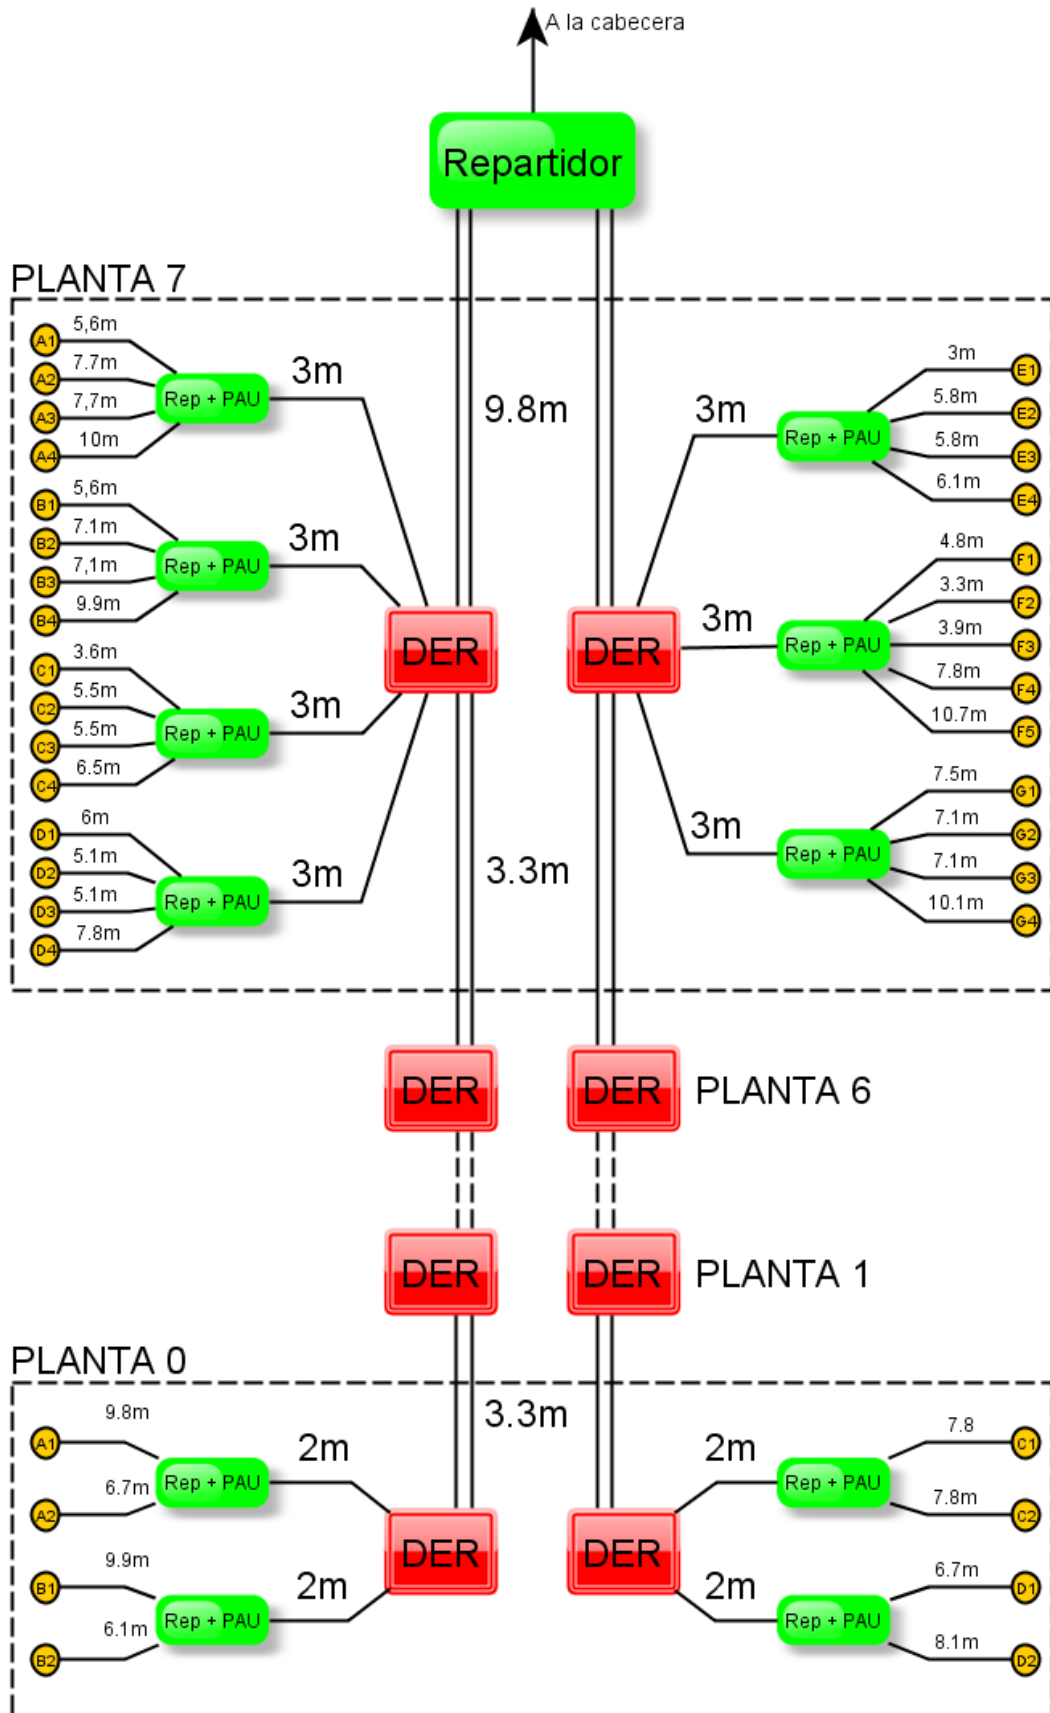 A la cabecera
Repartidor
PLANTA 7
A1 5,6m
A2 7.7m
A3 7,7m
A4 10m
Rep + PAU
3m
B1 5,6m
B2 7.1m
B3 7,1m
B4 9.9m
Rep + PAU
3m
C1 3.6m
C2 5.5m
C3 5.5m
C4 6.5m
Rep + PAU
3m
D1 6m
D2 5.1m
D3 5.1m
D4 7.8m
Rep + PAU
3m
DER
9.8m
3.3m
DER
3m
Rep + PAU
3m E1
5.8m E2
5.8m E3
6.1m E4
3m
Rep + PAU
4.8m F1
3.3m F2
3.9m F3
7.8m F4
10.7m F5
3m
Rep + PAU
7.5m G1
7.1m G2
7.1m G3
10.1m G4
DER
DER
PLANTA 6
DER
DER
PLANTA 1
PLANTA 0
3.3m
A1 9.8m
A2 6.7m
Rep + PAU
2m
B1 9.9m
B2 6.1m
Rep + PAU
2m
DER
DER
2m
Rep + PAU
7.8 C1
7.8m C2
2m
Rep + PAU
6.7m D1
8.1m D2